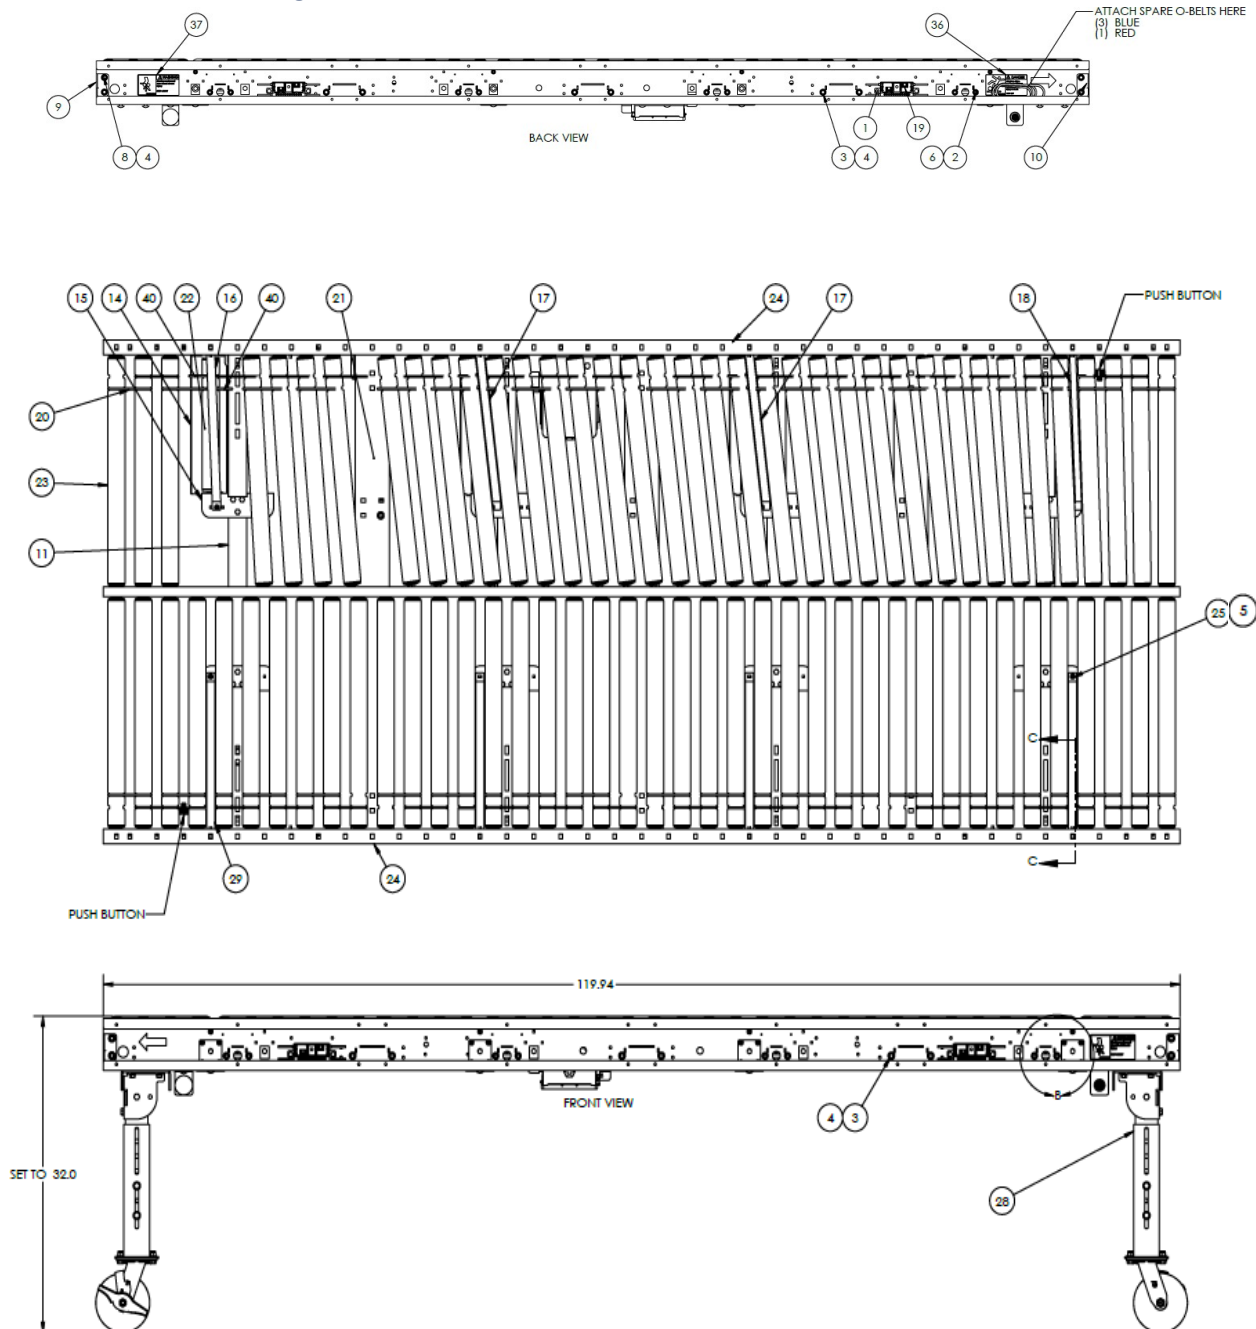 ATTACH SPARE O-BELTS HERE
(3) BLUE
(1) RED
37
36
9
1
19
BACK VIEW
8 4
3 4
6 2
10
15 14 40 22 16 40 21 17 24 17 18
PUSH BUTTON
20
23
11
25 5
C
C
29
24
PUSH BUTTON
119.94
B
FRONT VIEW
4 3
SET TO 32.0
28